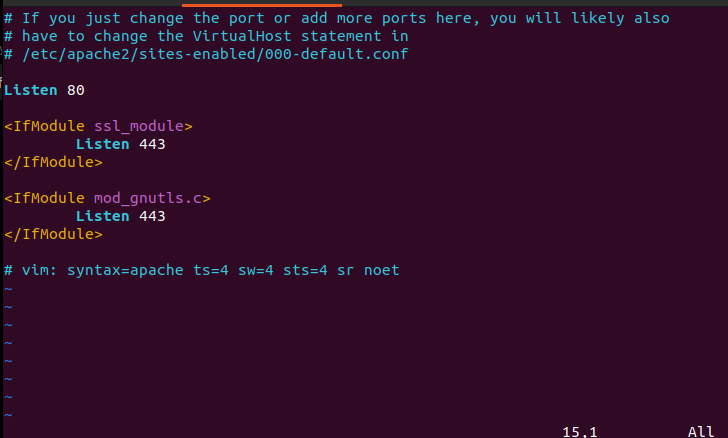 # If you just change the port or add more ports here, you will likely also
# have to change the VirtualHost statement in
# /etc/apache2/sites-enabled/000-default.conf
Listen 80
<IfModule ssl_module>
        Listen 443
</IfModule>
<IfModule mod_gnutls.c>
        Listen 443
</IfModule>
# vim: syntax=apache ts=4 sw=4 sts=4 sr noet
~
~
~
~
~
~
~
~
15,1 All